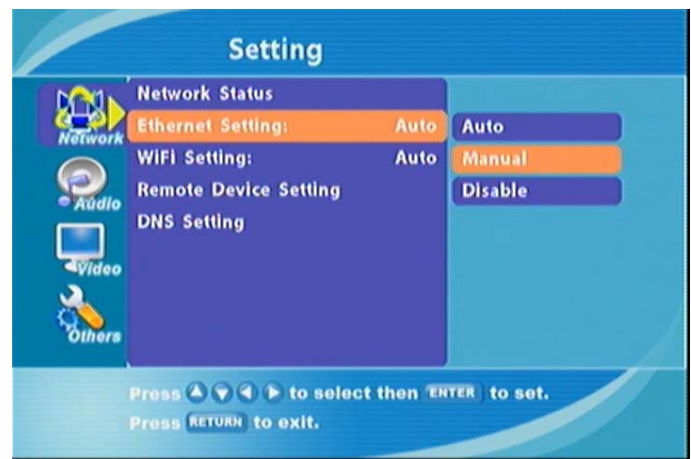 Setting
Network
Audio
Video
Others
Network Status
Ethernet Setting: Auto
WiFi Setting: Auto
Remote Device Setting
DNS Setting
Auto
Manual
Disable
Press to select then ENTER to set.
Press RETURN to exit.